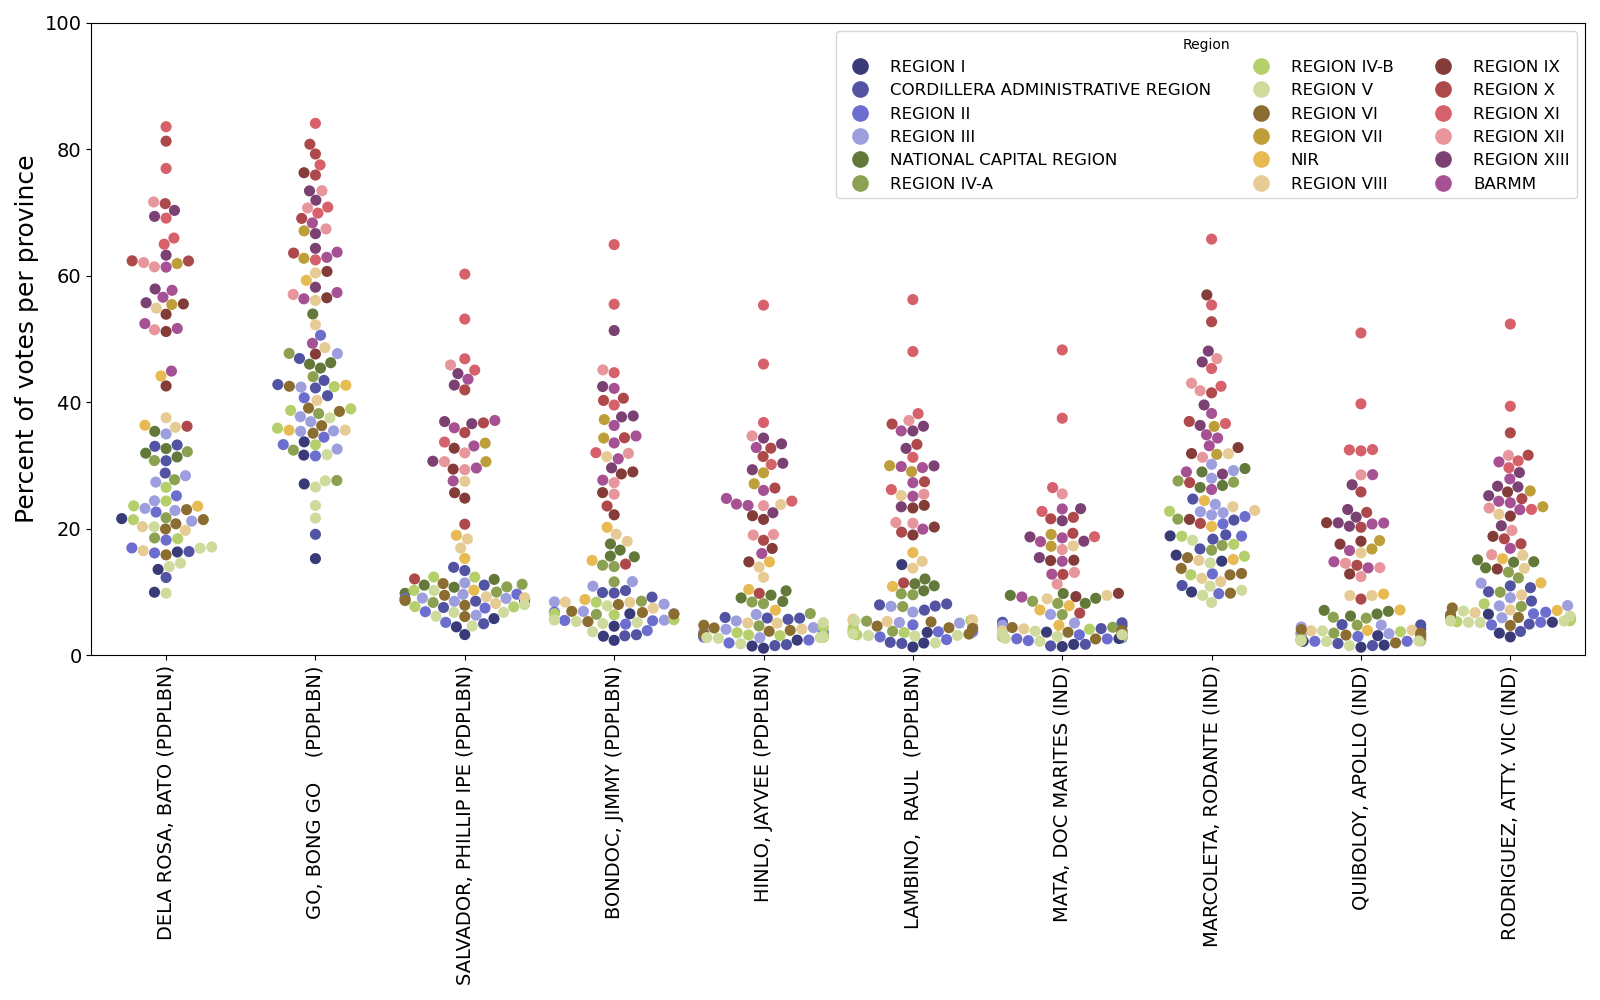 Percent of votes per province
100
80
60
40
20
0
Region
REGION I
CORDILLERA ADMINISTRATIVE REGION
REGION II
REGION III
NATIONAL CAPITAL REGION
REGION IV-A
REGION IV-B
REGION V
REGION VI
REGION VII
NIR
REGION VIII
REGION IX
REGION X
REGION XI
REGION XII
REGION XIII
BARMM
DELA ROSA, BATO (PDPLBN)
GO, BONG GO (PDPLBN)
SALVADOR, PHILLIP IPE (PDPLBN)
BONDOC, JIMMY (PDPLBN)
HINLO, JAYVEE (PDPLBN)
LAMBINO, RAUL (PDPLBN)
MATA, DOC MARITES (IND)
MARCOLETA, RODANTE (IND)
QUIBOLOY, APOLLO (IND)
RODRIGUEZ, ATTY. VIC (IND)